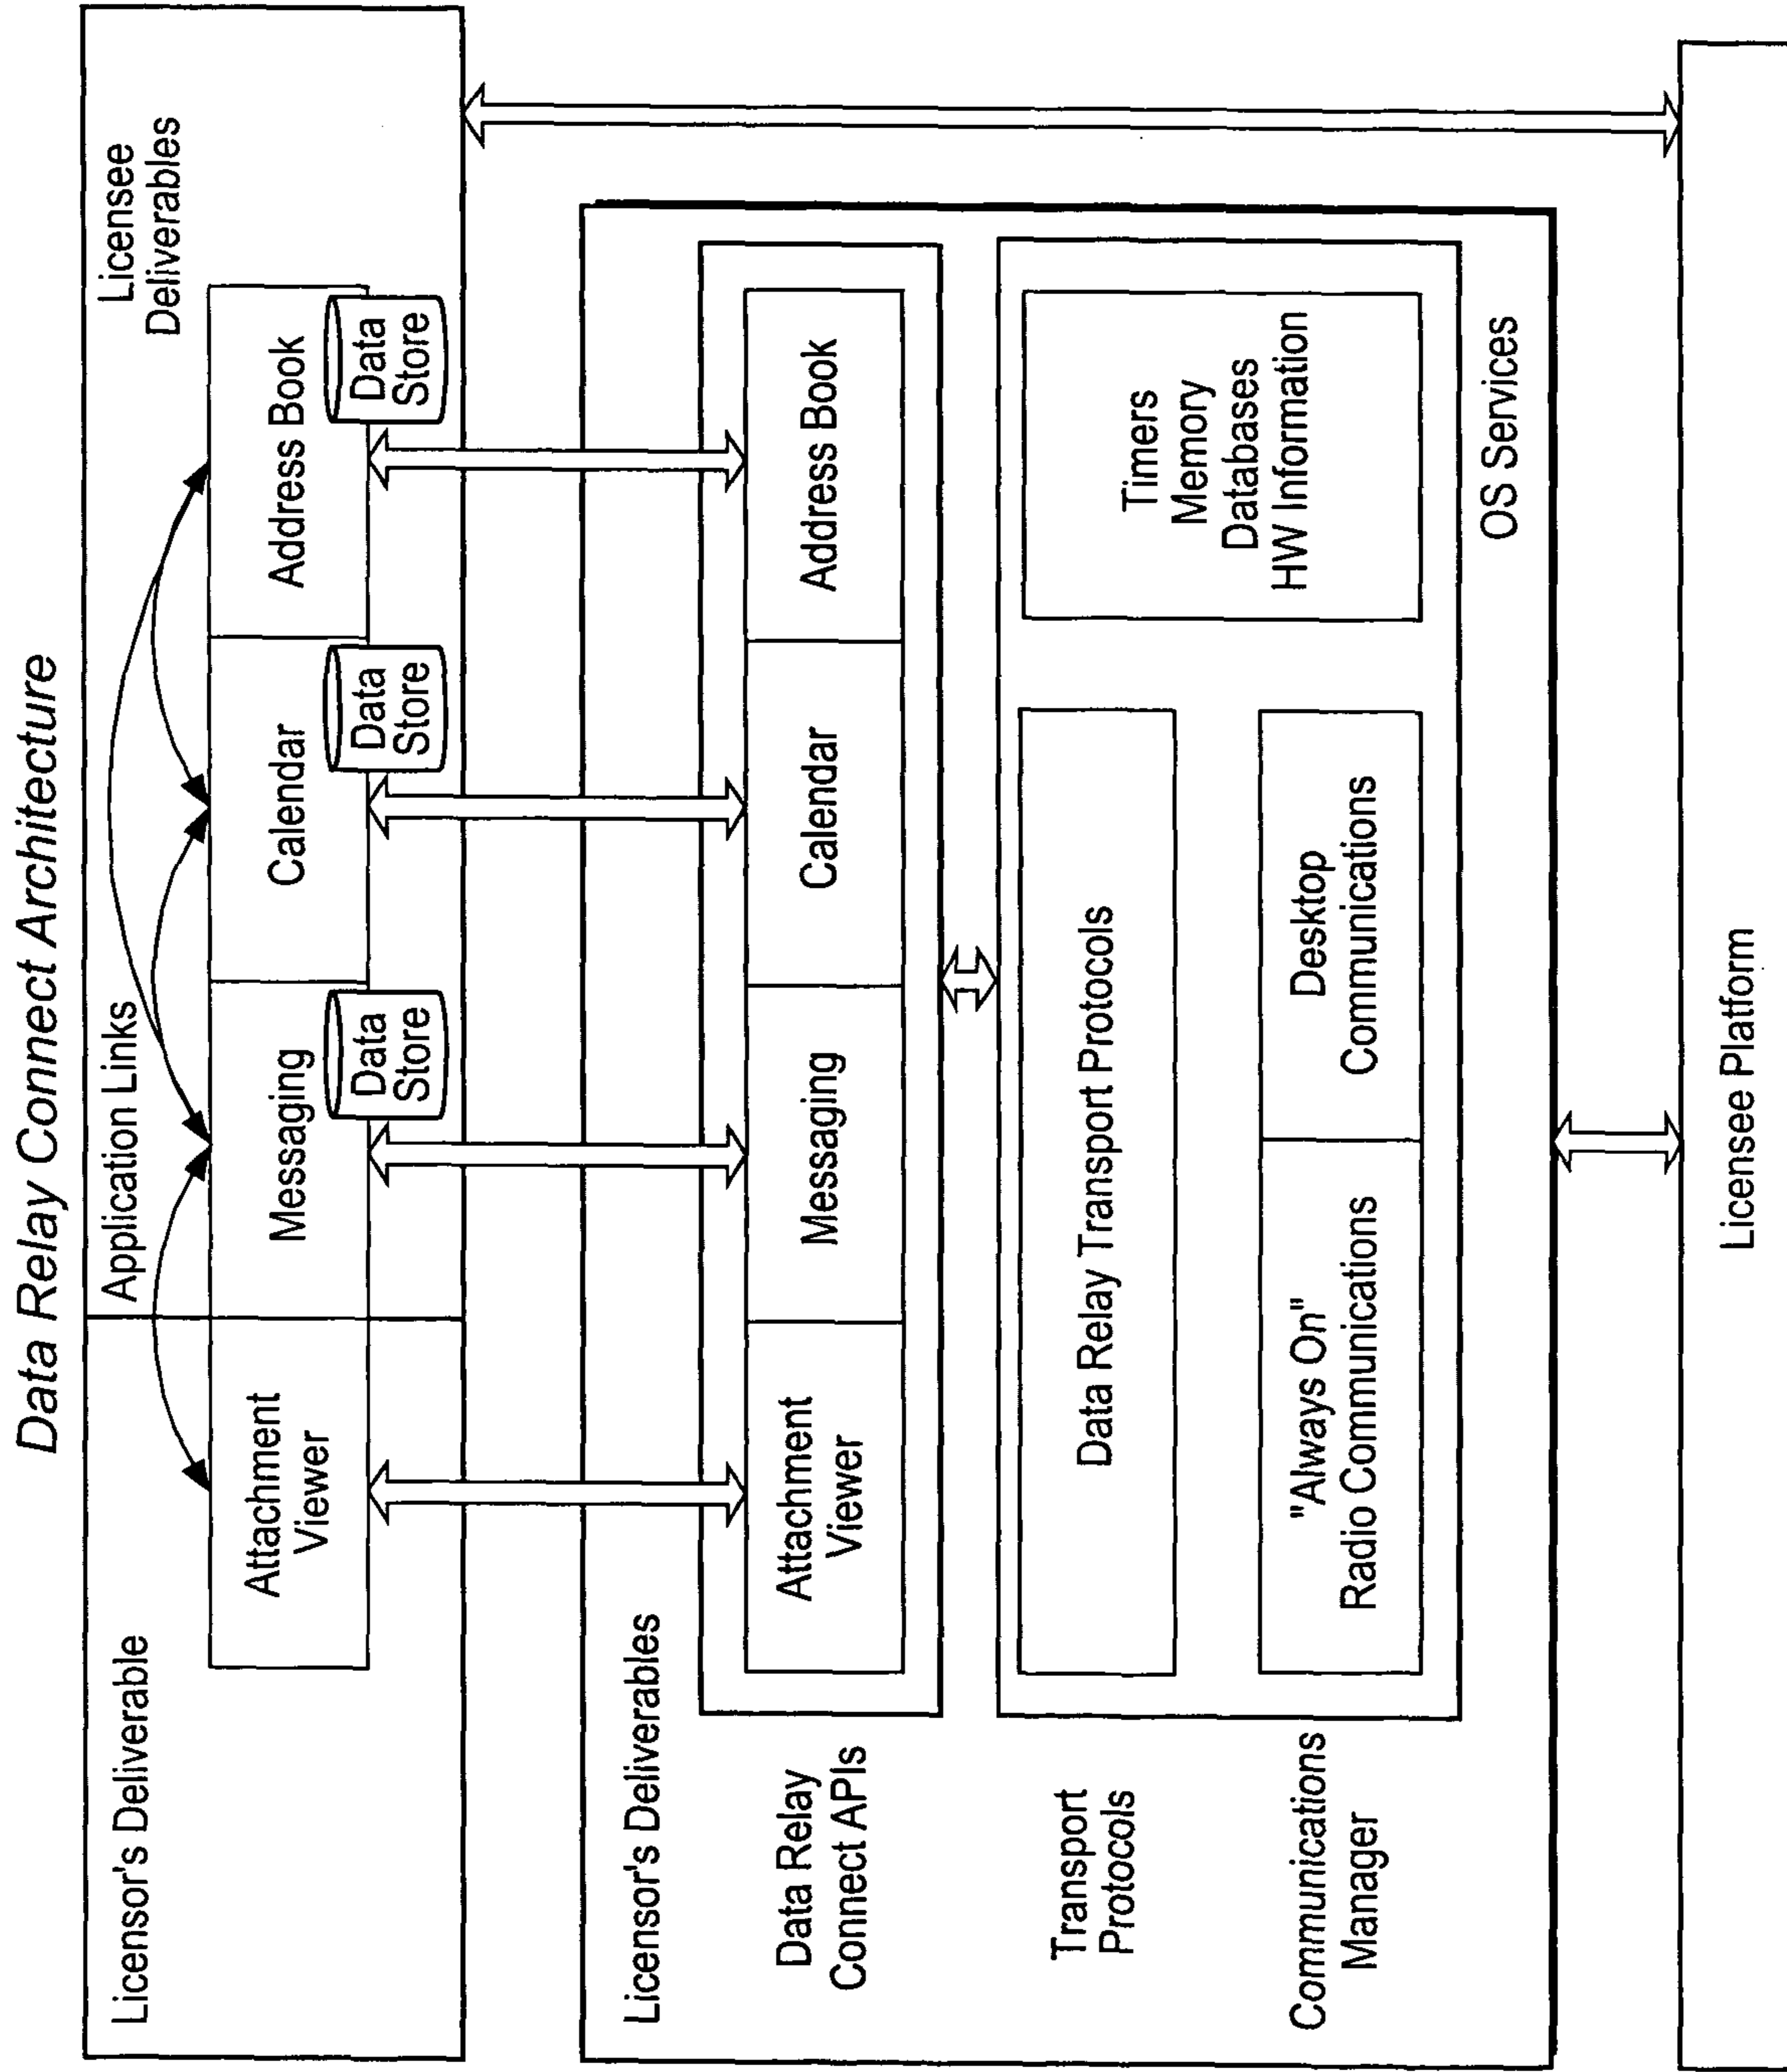 Data Relay Connect Architecture
Licensor's Deliverable
Application Links
Licensee
Deliverables
Attachment
Viewer
Messaging
Calendar
Address Book
Data
Store
Data
Store
Data
Store
Licensor's Deliverables
Data Relay
Connect APIs
Attachment
Viewer
Messaging
Calendar
Address Book
Transport
Protocols
Data Relay Transport Protocols
Timers
Memory
Databases
HW Information
Communications
Manager
"Always On"
Radio Communications
Desktop
Communications
OS Services
Licensee Platform